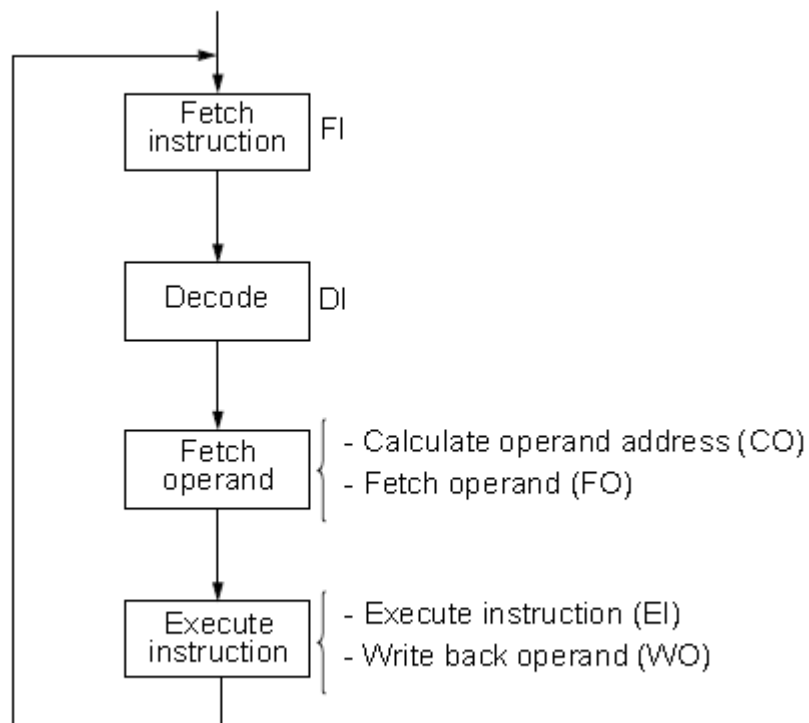 Fetch
instruction
FI
Decode
DI
Fetch
operand
- Calculate operand address (CO)
- Fetch operand (FO)
Execute
instruction
- Execute instruction (EI)
- Write back operand (WO)